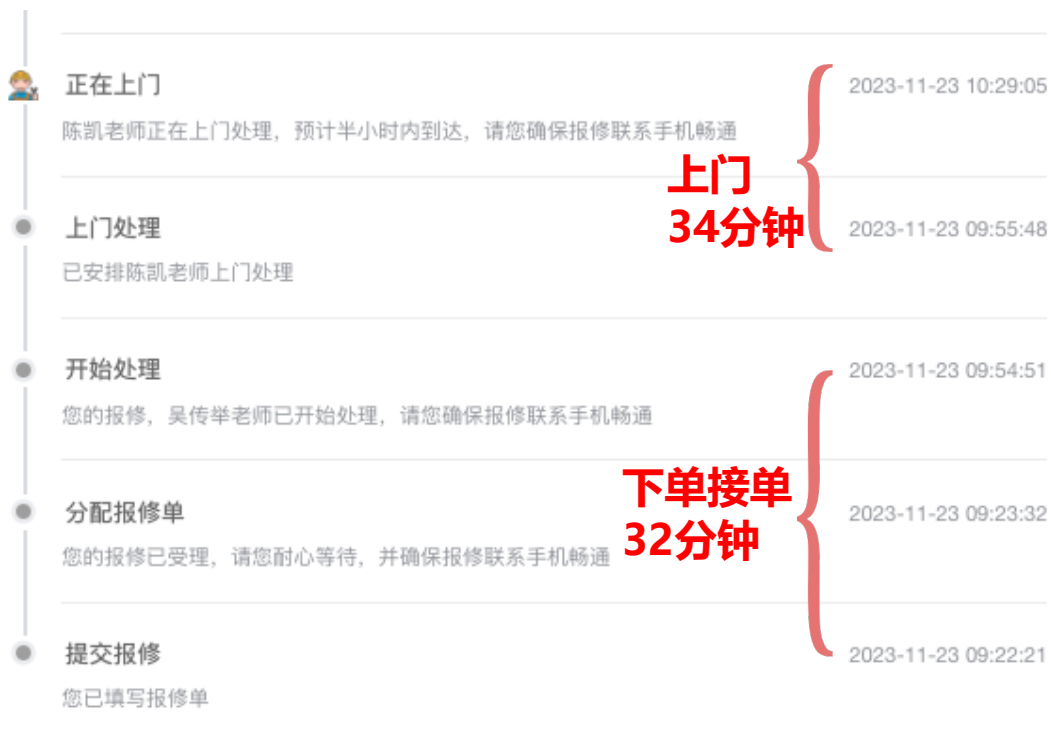 正在上门
2023-11-23 10:29:05
陈凯老师正在上门处理，预计半小时内到达，请您确保报修联系手机畅通
上门
34分钟
上门处理
2023-11-23 09:55:48
已安排陈凯老师上门处理
开始处理
2023-11-23 09:54:51
您的报修，吴传举老师已开始处理，请您确保报修联系手机畅通
下单接单
32分钟
分配报修单
2023-11-23 09:23:32
您的报修已受理，请您耐心等待，并确保报修联系手机畅通
提交报修
2023-11-23 09:22:21
您已填写报修单